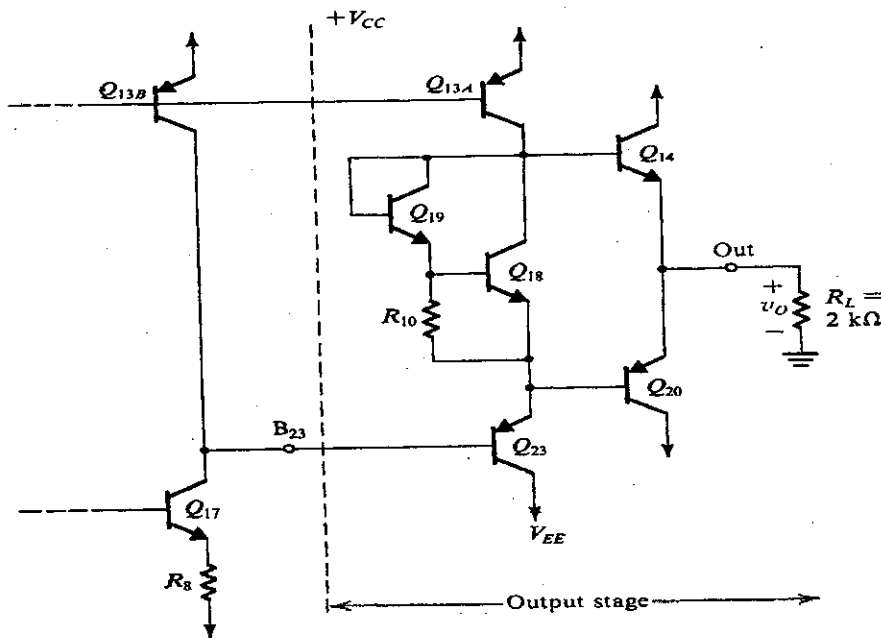 +V_CC
Q_13B
Q_13A
Q_14
Q_19
Q_18
Out
+
v_O
−
R_L =
2 kΩ
R_10
Q_20
B_23
Q_23
Q_17
V_EE
R_8
Output stage